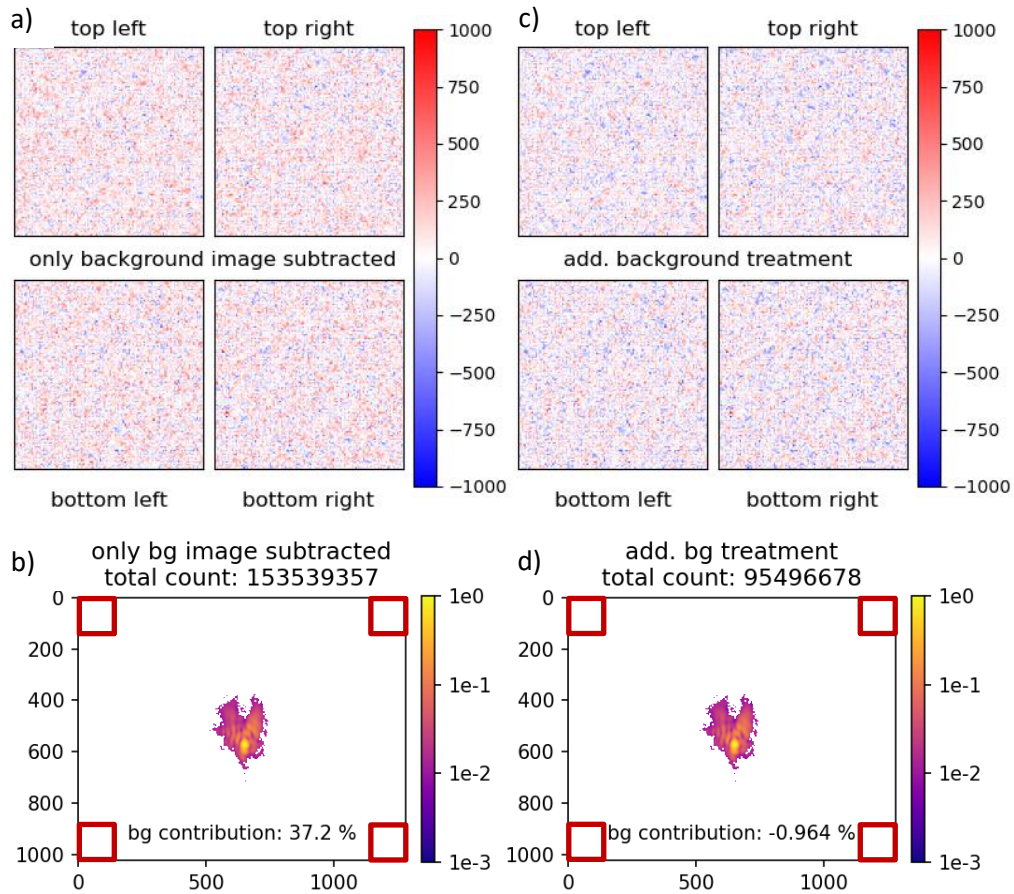 a)
top left top right
1000
750
500
250
0
−250
−500
−750
−1000
only background image subtracted
bottom left bottom right
c)
top left top right
1000
750
500
250
0
−250
−500
−750
−1000
add. background treatment
bottom left bottom right
b)
only bg image subtracted
total count: 153539357
0
200
400
600
800
1000
bg contribution: 37.2 %
0 500 1000
1e0
1e-1
1e-2
1e-3
d)
add. bg treatment
total count: 95496678
0
200
400
600
800
1000
bg contribution: -0.964 %
0 500 1000
1e0
1e-1
1e-2
1e-3